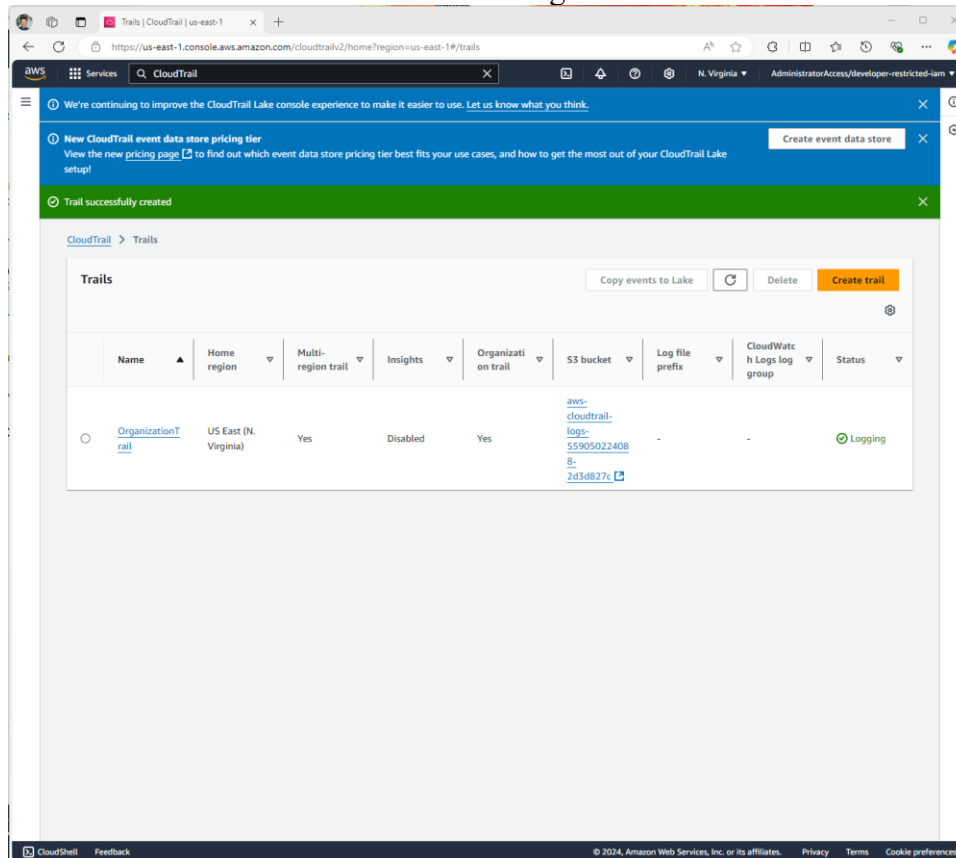 Trails | CloudTrail | us-east-1
https://us-east-1.console.aws.amazon.com/cloudtrailv2/home?region=us-east-1#/trails
aws Services CloudTrail N. Virginia AdministratorAccess/developer-restricted-iam
We're continuing to improve the CloudTrail Lake console experience to make it easier to use. Let us know what you think.
New CloudTrail event data store pricing tier
View the new pricing page to find out which event data store pricing tier best fits your use cases, and how to get the most out of your CloudTrail Lake
setup!
Create event data store
Trail successfully created
CloudTrail > Trails
Trails Copy events to Lake Delete Create trail
Name
Home
region
Multi-
region trail
Insights
Organizati
on trail
S3 bucket
Log file
prefix
CloudWatc
h Logs log
group
Status
OrganizationT
rail
US East (N.
Virginia)
Yes
Disabled
Yes
aws-
cloudtrail-
logs-
55905022408
8-
2d3d827c
-
-
Logging
CloudShell Feedback © 2024, Amazon Web Services, Inc. or its affiliates. Privacy Terms Cookie preferences